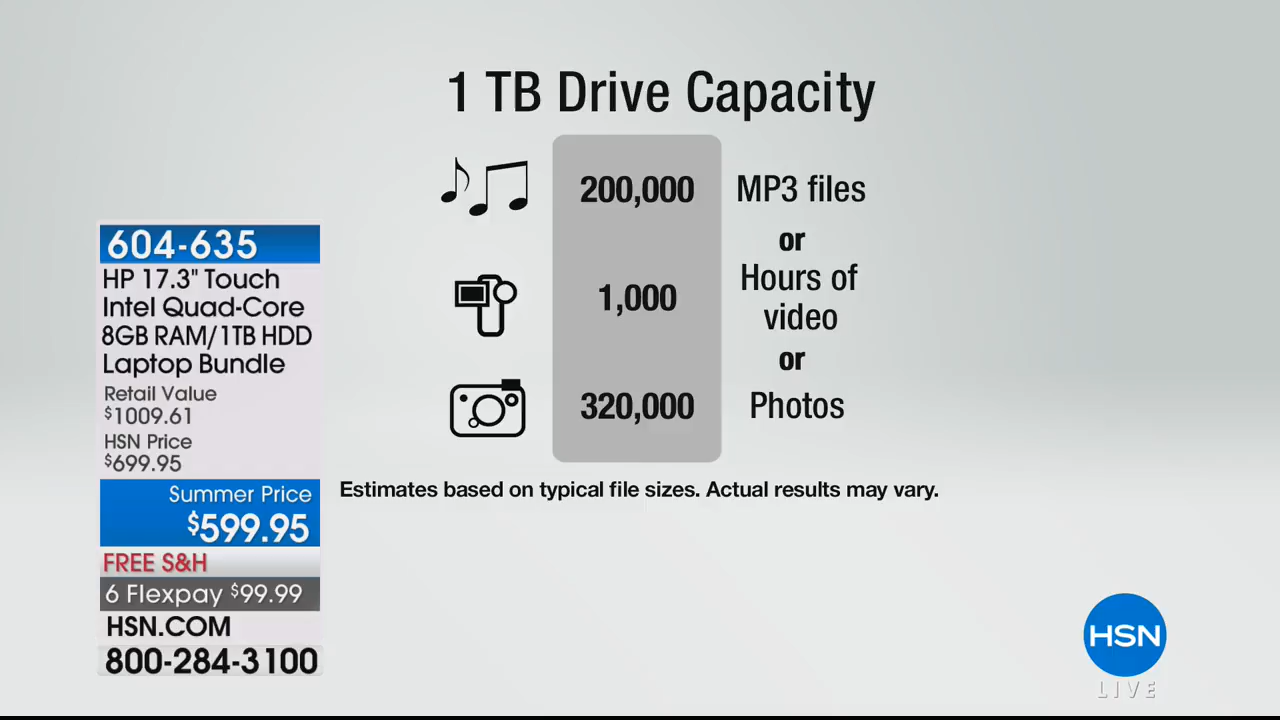 1 TB Drive Capacity
200,000 MP3 files
or
1,000 Hours of
video
or
320,000 Photos
Estimates based on typical file sizes. Actual results may vary.
604-635
HP 17.3" Touch
Intel Quad-Core
8GB RAM/1TB HDD
Laptop Bundle
Retail Value
$1009.61
HSN Price
$699.95
Summer Price
$599.95
FREE S&H
6 Flexpay $99.99
HSN.COM
800-284-3100
HSN
LIVE